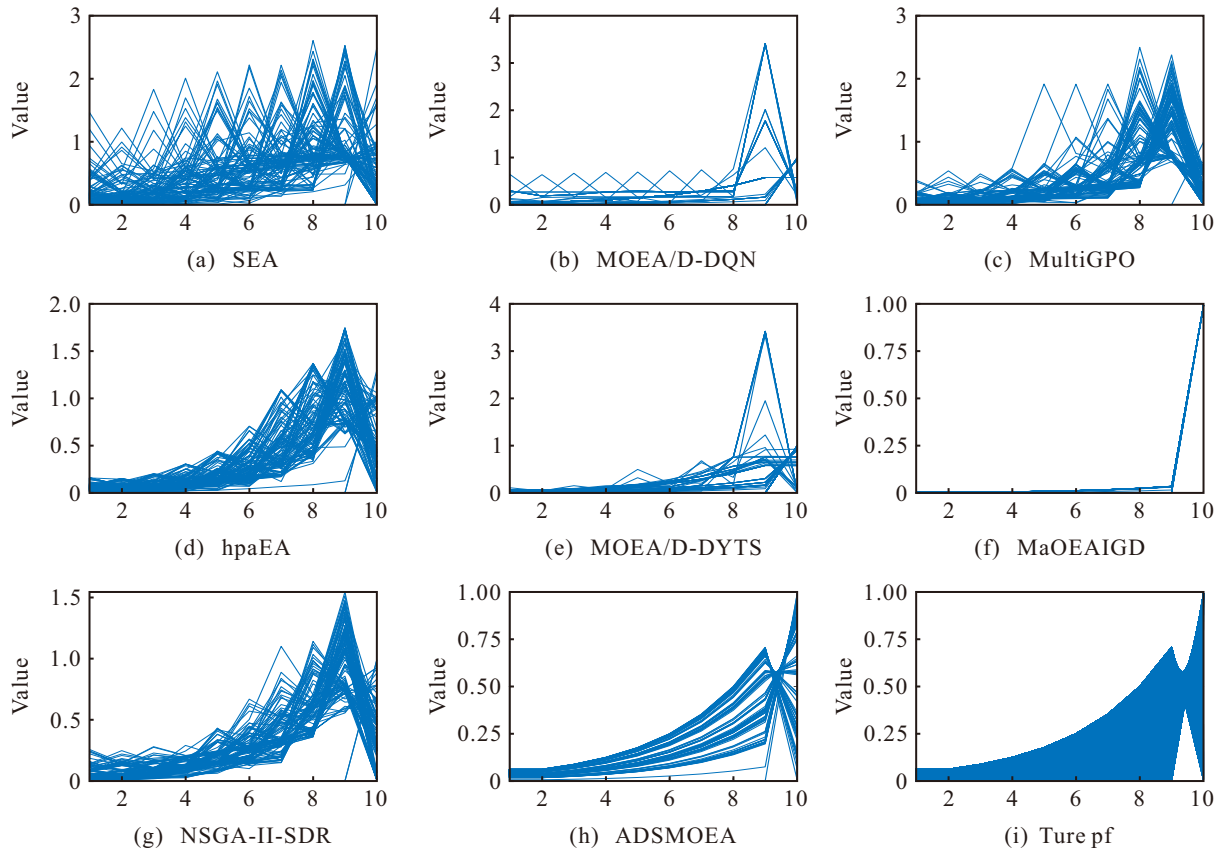 3
2
1
0
Value
2 4 6 8 10
(a) SEA
4
3
2
1
0
Value
2 4 6 8 10
(b) MOEA/D-DQN
3
2
1
0
Value
2 4 6 8 10
(c) MultiGPO
2.0
1.5
1.0
0.5
0
Value
2 4 6 8 10
(d) hpaEA
4
3
2
1
0
Value
2 4 6 8 10
(e) MOEA/D-DYTS
1.00
0.75
0.50
0.25
0
Value
2 4 6 8 10
(f) MaOEAIGD
1.5
1.0
0.5
0
Value
2 4 6 8 10
(g) NSGA-II-SDR
1.00
0.75
0.50
0.25
0
Value
2 4 6 8 10
(h) ADSMOEA
1.00
0.75
0.50
0.25
0
Value
2 4 6 8 10
(i) Ture pf